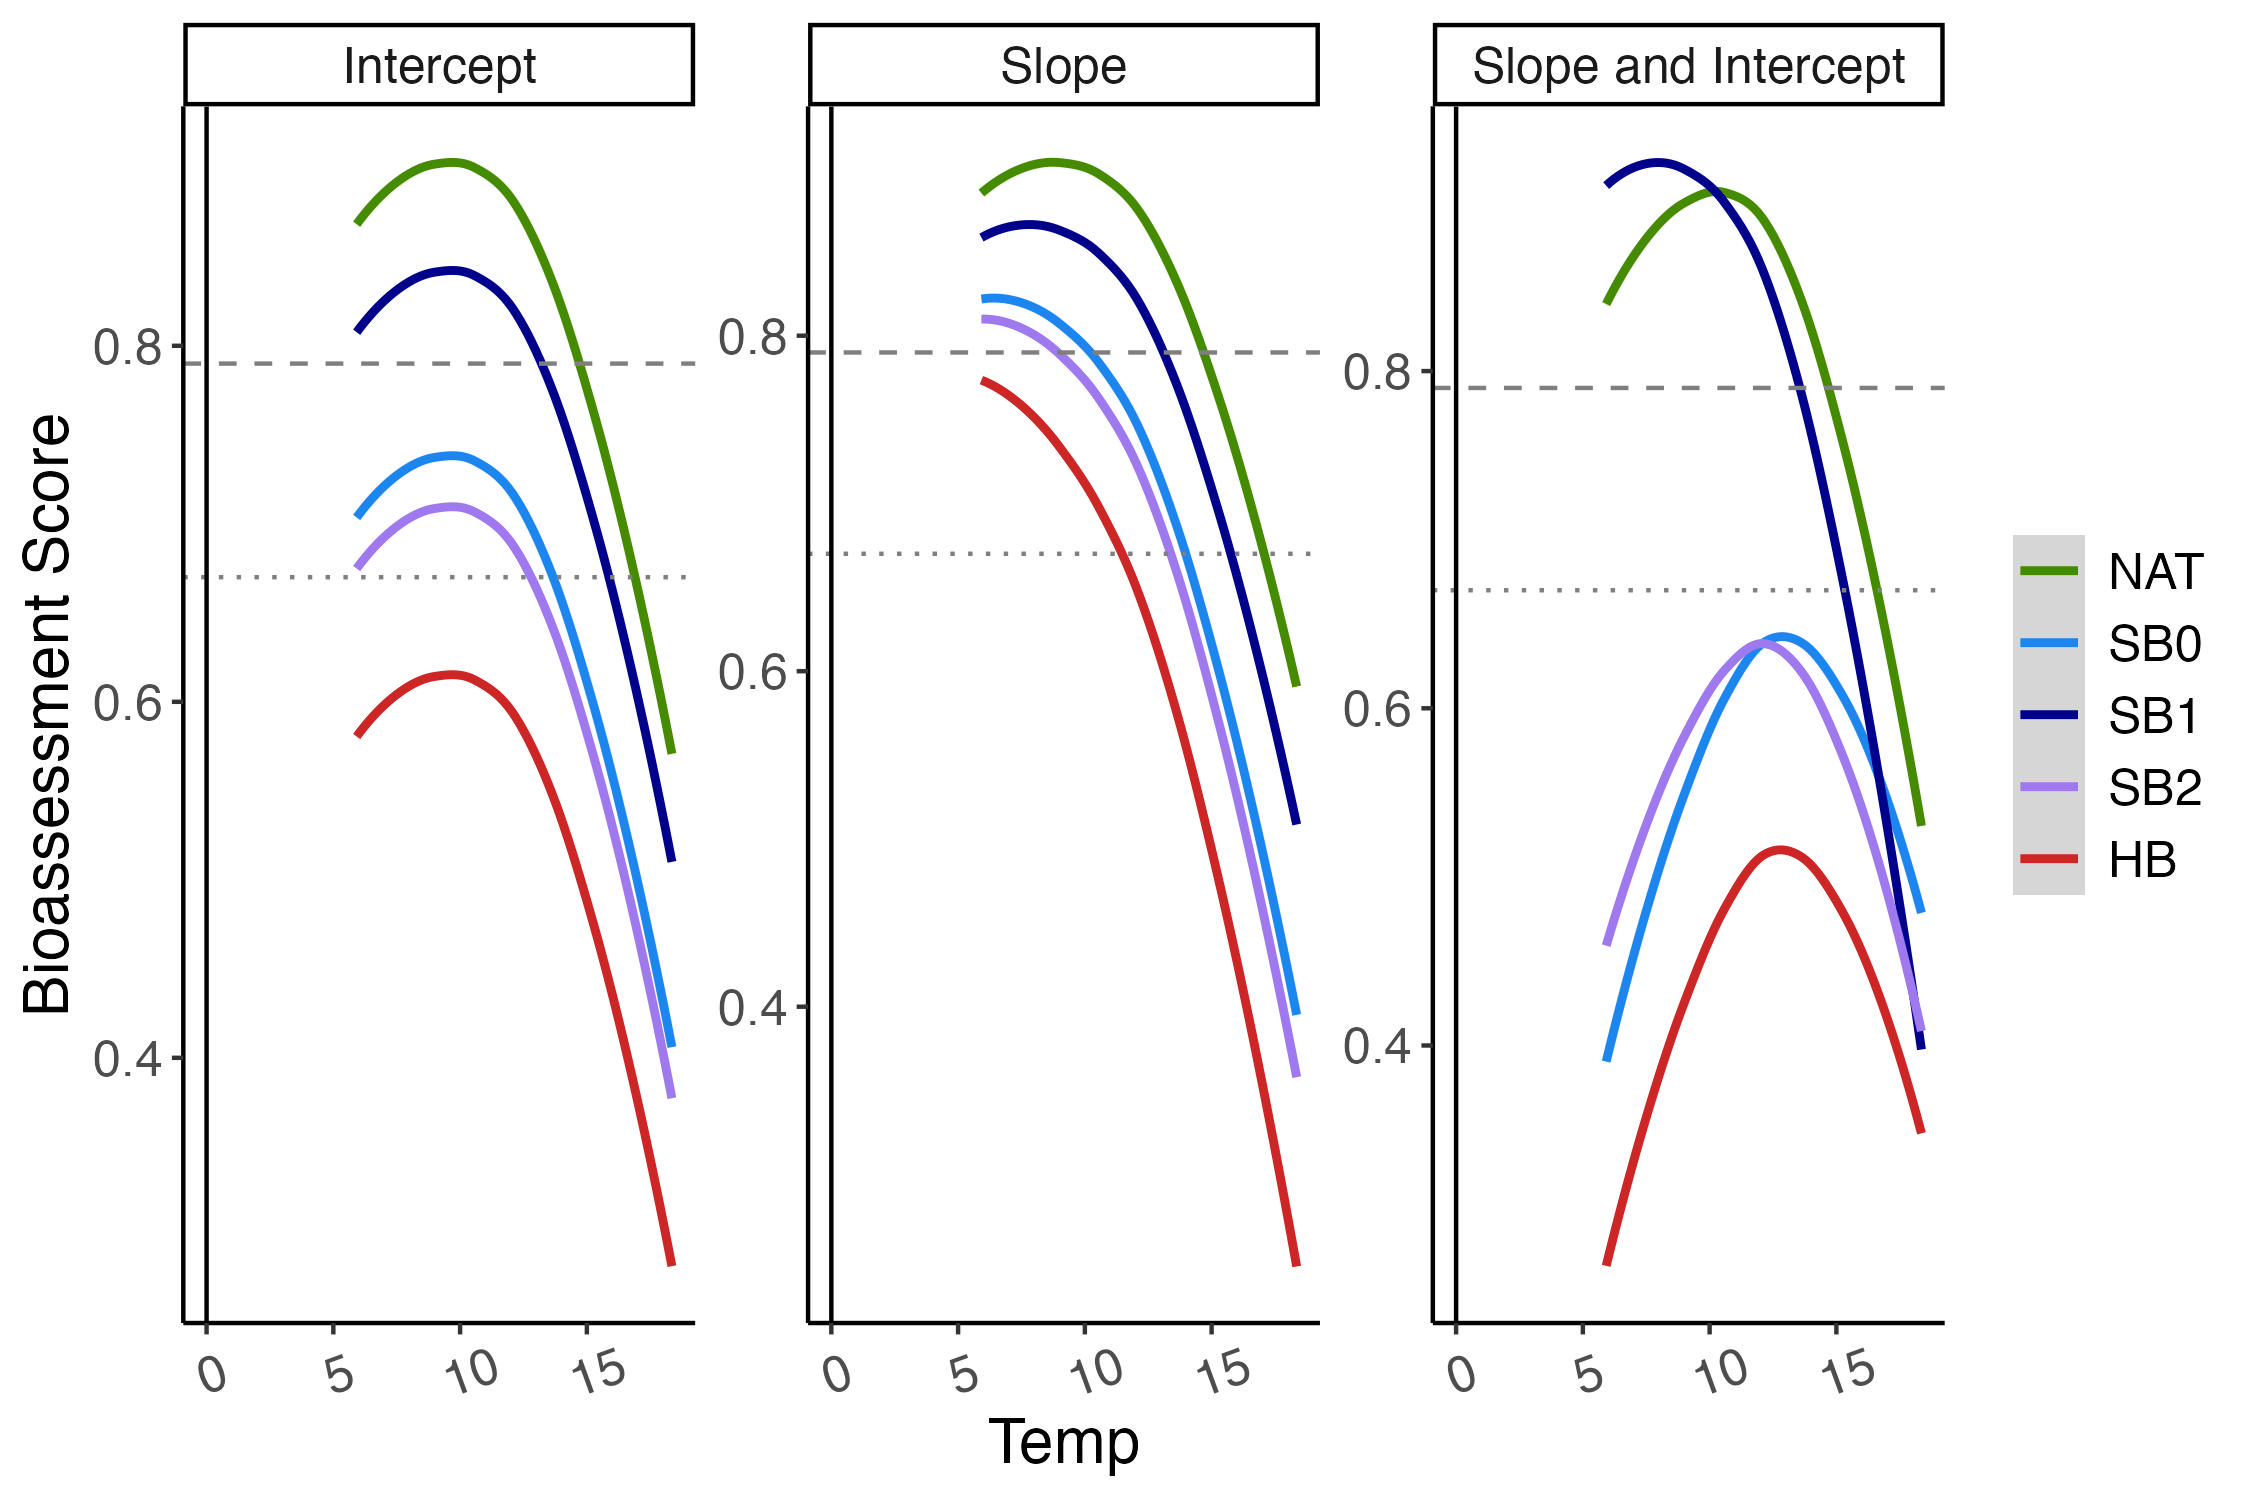 Intercept
Slope
Slope and Intercept
Bioassessment Score
0.8
0.6
0.4
0.8
0.6
0.4
0.8
0.6
0.4
0 5 10 15
0 5 10 15
0 5 10 15
Temp
NAT
SB0
SB1
SB2
HB